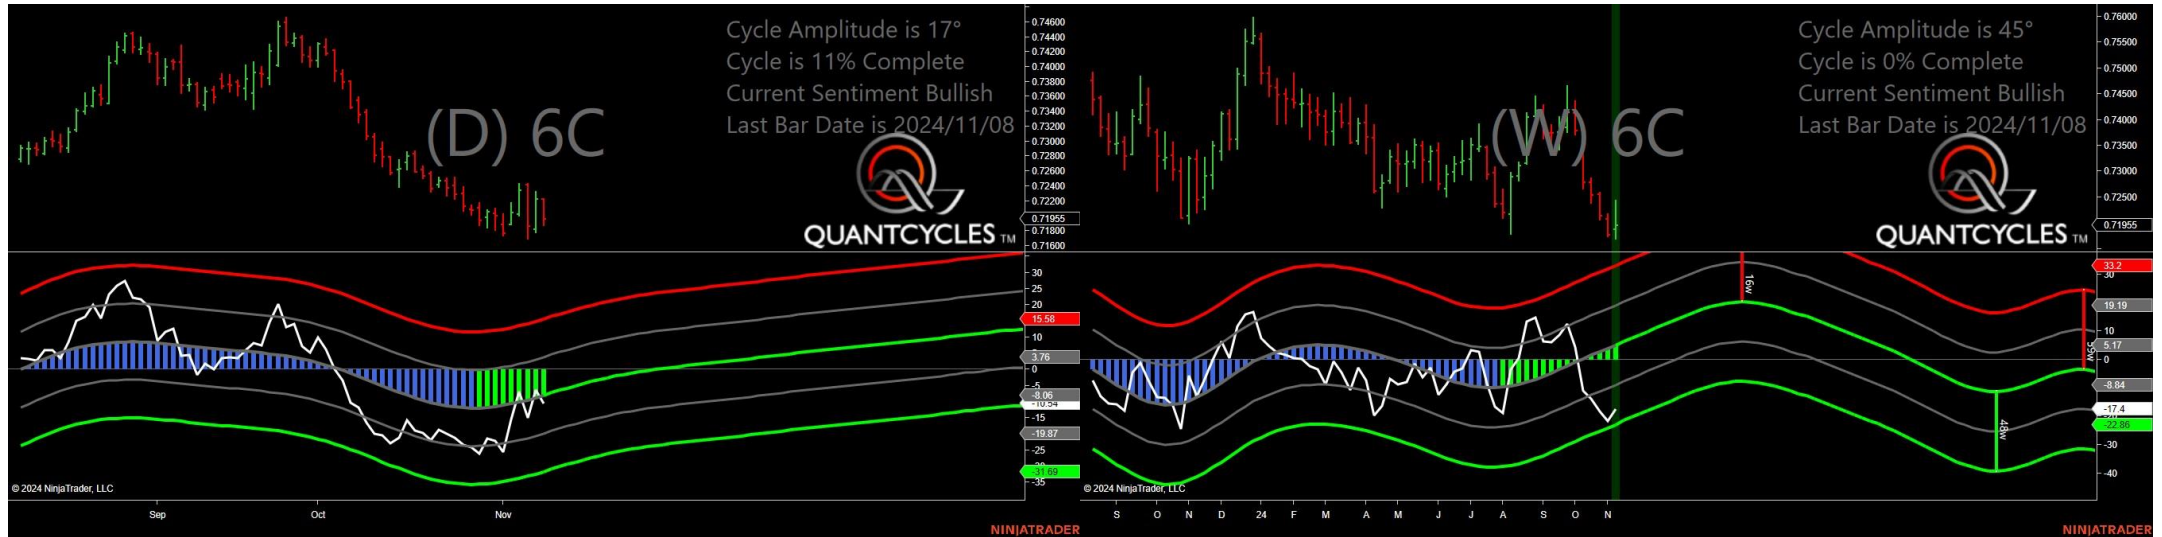 Cycle Amplitude is 17°
Cycle is 11% Complete
Current Sentiment Bullish
Last Bar Date is 2024/11/08
(D) 6C
QUANTCYCLES TM
0.74600
0.74400
0.74200
0.74000
0.73800
0.73600
0.73400
0.73200
0.73000
0.72800
0.72600
0.72400
0.72200
0.71955
0.71800
0.71600
30
25
20
15.58
10
3.76
0
-5
-8.06
-10.54
-15
-19.87
-25
-31.69
-35
© 2024 NinjaTrader, LLC
Sep
Oct
Nov
NINJATRADER
Cycle Amplitude is 45°
Cycle is 0% Complete
Current Sentiment Bullish
Last Bar Date is 2024/11/08
(W) 6C
QUANTCYCLES TM
0.76000
0.75500
0.75000
0.74500
0.74000
0.73500
0.73000
0.72500
0.71955
33.2
30
19.19
10
5.17
0
-8.84
-17.4
-22.86
-30
-40
16w
48w
59w
© 2024 NinjaTrader, LLC
S
O
N
D
24
F
M
A
M
J
J
A
S
O
N
NINJATRADER